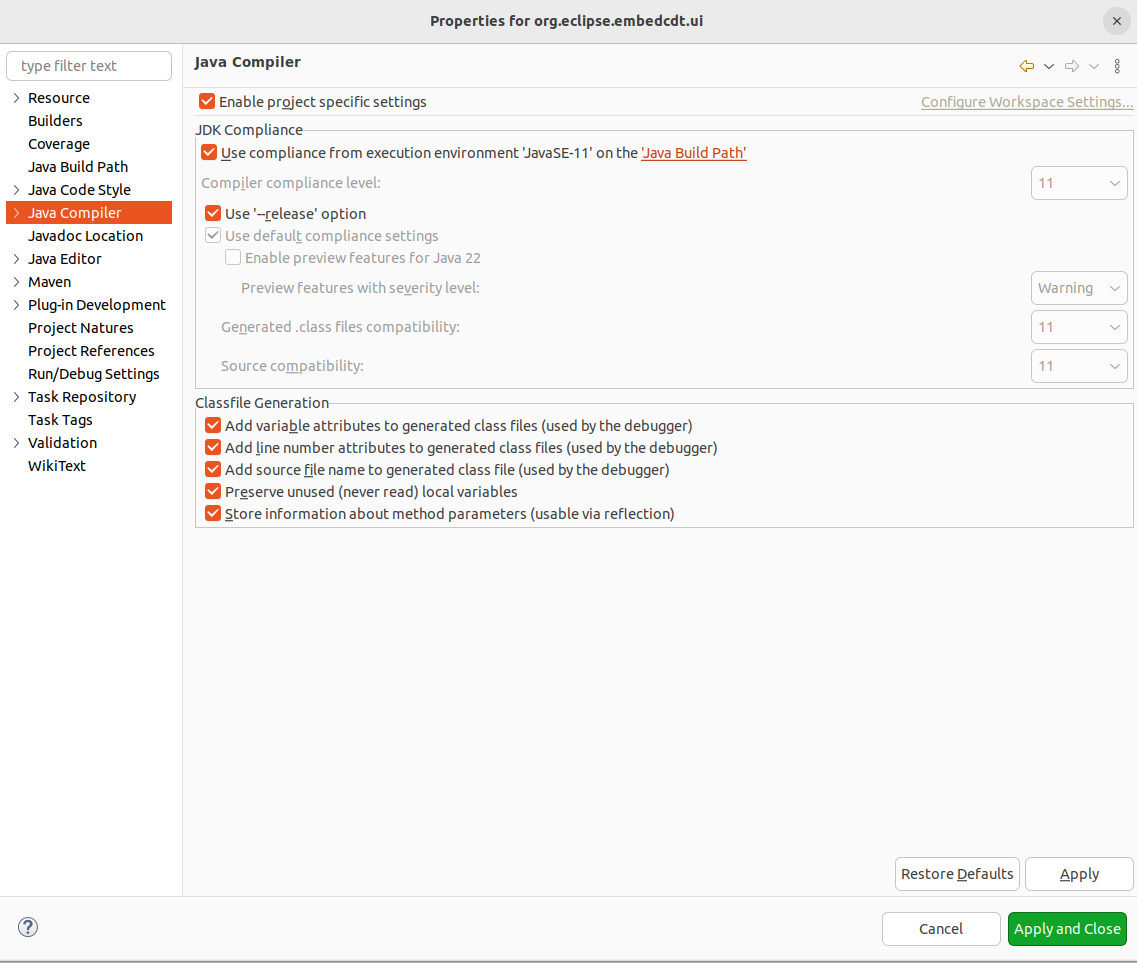 Properties for org.eclipse.embedcdt.ui
type filter text
Resource
Builders
Coverage
Java Build Path
Java Code Style
Java Compiler
Javadoc Location
Java Editor
Maven
Plug-in Development
Project Natures
Project References
Run/Debug Settings
Task Repository
Task Tags
Validation
WikiText
Java Compiler
Enable project specific settings
Configure Workspace Settings...
JDK Compliance
Use compliance from execution environment 'JavaSE-11' on the 'Java Build Path'
Compiler compliance level:
11
Use '--release' option
Use default compliance settings
Enable preview features for Java 22
Preview features with severity level:
Warning
Generated .class files compatibility:
11
Source compatibility:
11
Classfile Generation
Add variable attributes to generated class files (used by the debugger)
Add line number attributes to generated class files (used by the debugger)
Add source file name to generated class file (used by the debugger)
Preserve unused (never read) local variables
Store information about method parameters (usable via reflection)
Restore Defaults
Apply
Cancel
Apply and Close